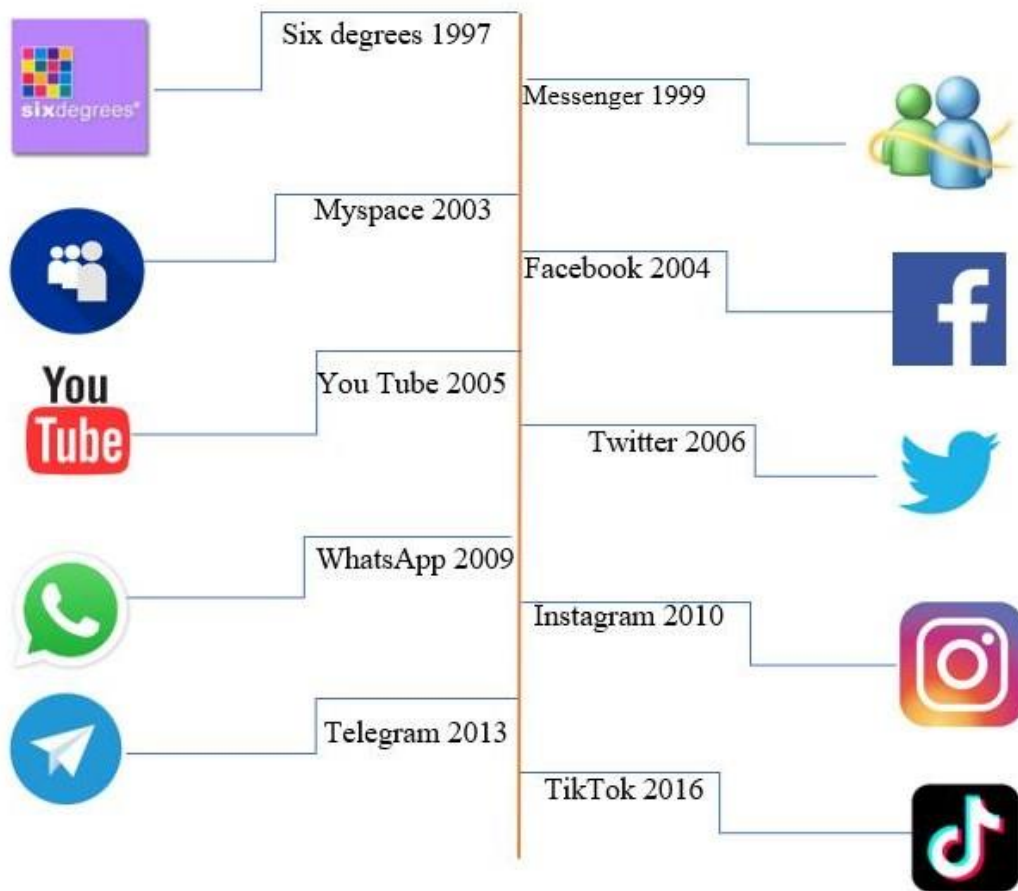 Six degrees 1997
sixdegrees®
Messenger 1999
Myspace 2003
Facebook 2004
f
You
Tube
You Tube 2005
Twitter 2006
WhatsApp 2009
Instagram 2010
Telegram 2013
TikTok 2016